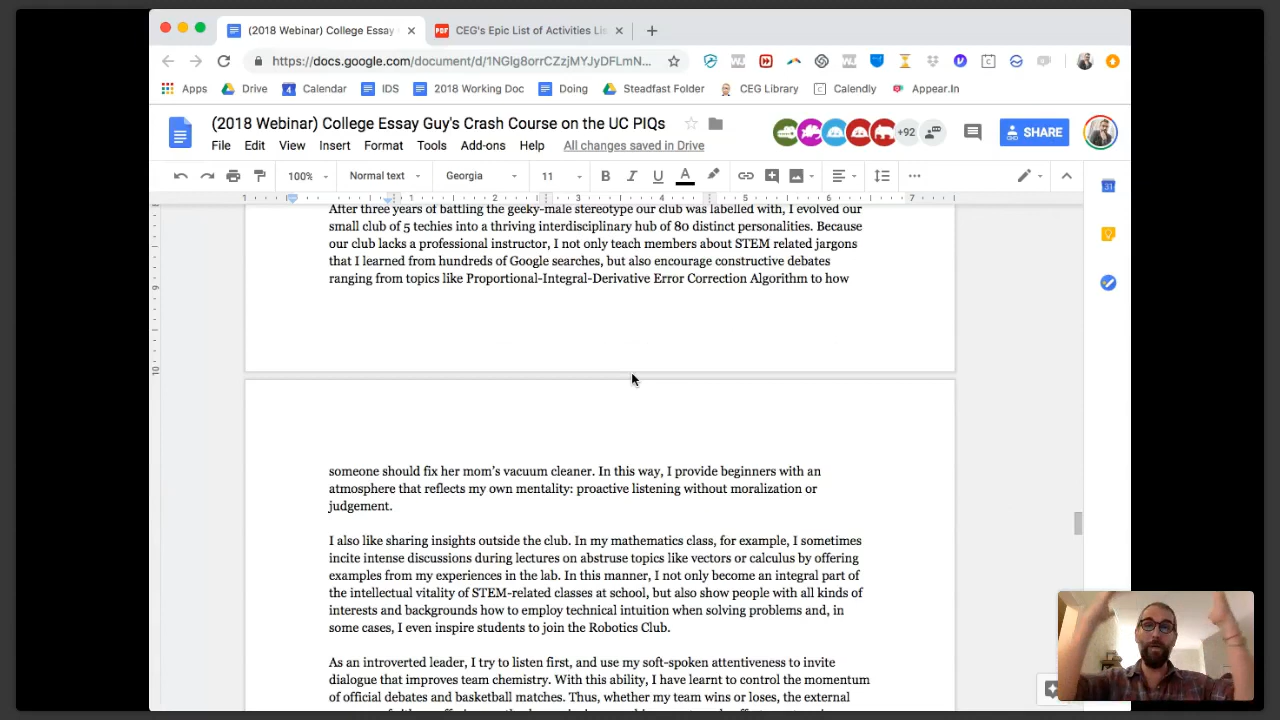 (2018 Webinar) College Essay
CEG's Epic List of Activities Lis
https://docs.google.com/document/d/1NGlg8orrCZzjMYJyDFLmN...
Apps
Drive
Calendar
IDS
2018 Working Doc
Doing
Steadfast Folder
CEG Library
Calendly
Appear.In
(2018 Webinar) College Essay Guy's Crash Course on the UC PIQs
+92
SHARE
File Edit View Insert Format Tools Add-ons Help All changes saved in Drive
100% Normal text Georgia 11 B I U A
1 1 2 3 4 5 6 7
After three years of battling the geeky-male stereotype our club was labelled with, I evolved our
small club of 5 techies into a thriving interdisciplinary hub of 80 distinct personalities. Because
our club lacks a professional instructor, I not only teach members about STEM related jargons
that I learned from hundreds of Google searches, but also encourage constructive debates
ranging from topics like Proportional-Integral-Derivative Error Correction Algorithm to how
9
10
someone should fix her mom's vacuum cleaner. In this way, I provide beginners with an
atmosphere that reflects my own mentality: proactive listening without moralization or
judgement.
I also like sharing insights outside the club. In my mathematics class, for example, I sometimes
incite intense discussions during lectures on abstruse topics like vectors or calculus by offering
examples from my experiences in the lab. In this manner, I not only become an integral part of
the intellectual vitality of STEM-related classes at school, but also show people with all kinds of
interests and backgrounds how to employ technical intuition when solving problems and, in
some cases, I even inspire students to join the Robotics Club.
As an introverted leader, I try to listen first, and use my soft-spoken attentiveness to invite
dialogue that improves team chemistry. With this ability, I have learnt to control the momentum
of official debates and basketball matches. Thus, whether my team wins or loses, the external